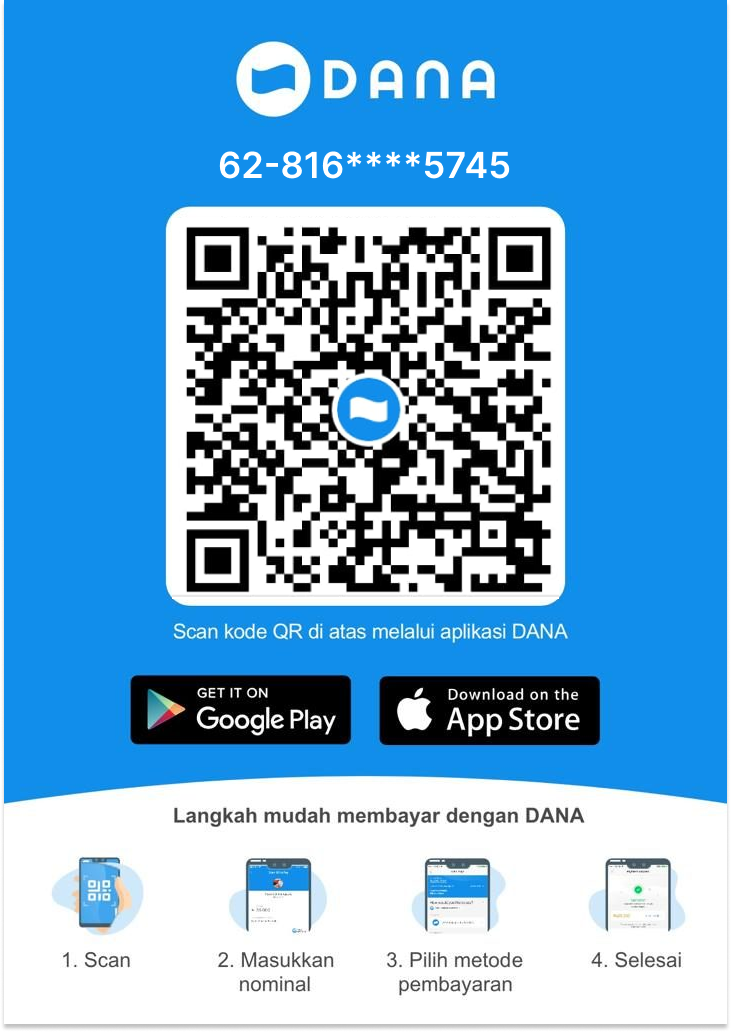 DANA
62-816****5745
Scan kode QR di atas melalui aplikasi DANA
GET IT ON
Google Play
Download on the
App Store
Langkah mudah membayar dengan DANA
1. Scan
2. Masukkan
nominal
3. Pilih metode
pembayaran
4. Selesai